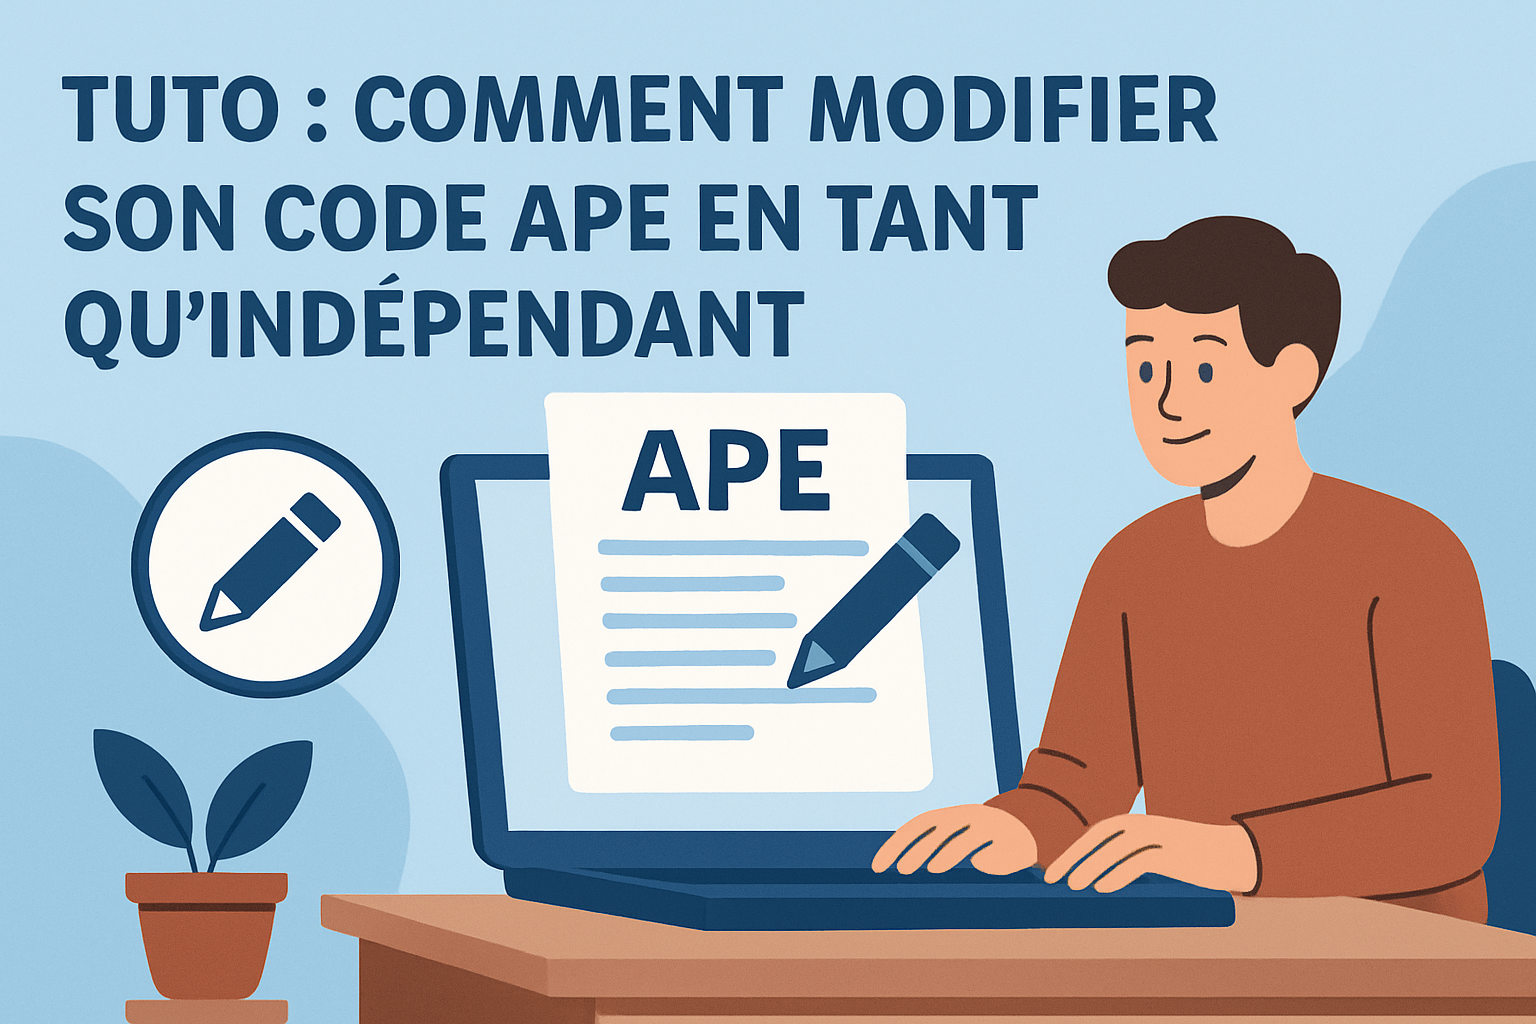 TUTO : COMMENT MODIFIER
SON CODE APE EN TANT
QU’INDÉPENDANT
APE